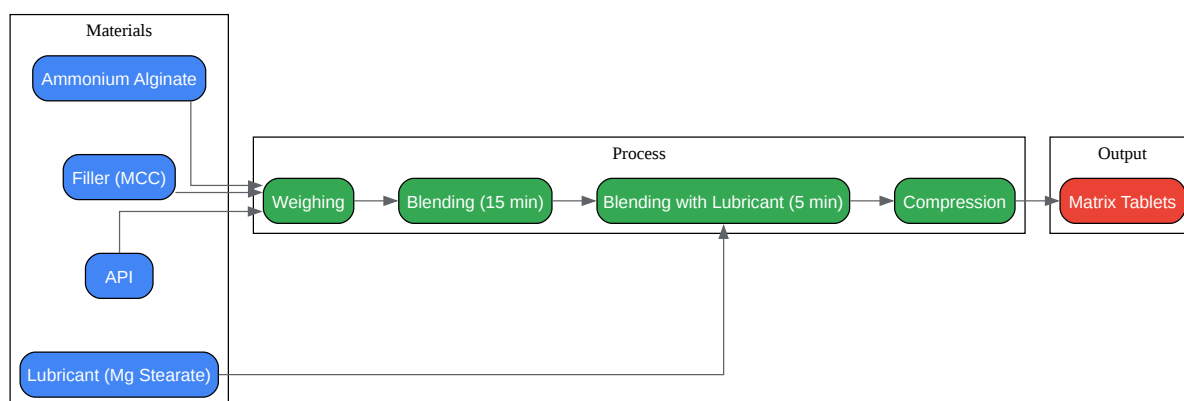 Materials
Ammonium Alginate
Filler (MCC)
API
Lubricant (Mg Stearate)
Process
Weighing
Blending (15 min)
Blending with Lubricant (5 min)
Compression
Output
Matrix Tablets